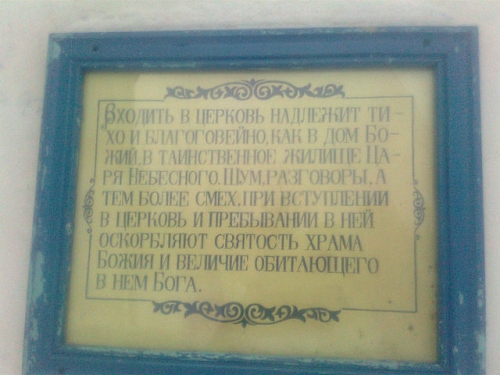 Входить в церковь надлежит ти-
хо и благоговейно, как в дом Бо-
жий, в таинственное жилище Ца-
ря Небесного. Шум, разговоры, а
тем более смех, при вступлении
в церковь и пребывании в ней
оскорбляют святость храма
Божия и величие обитающего
в нем Бога.